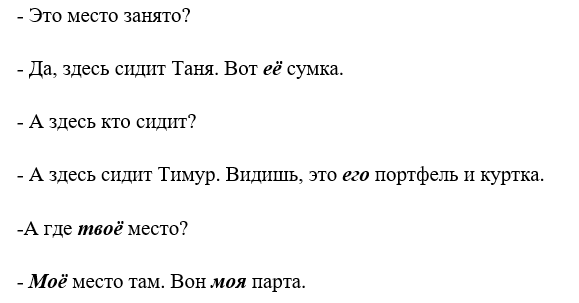 - Это место занято?
- Да, здесь сидит Таня. Вот её сумка.
- А здесь кто сидит?
- А здесь сидит Тимур. Видишь, это его портфель и куртка.
-А где твоё место?
- Моё место там. Вон моя парта.